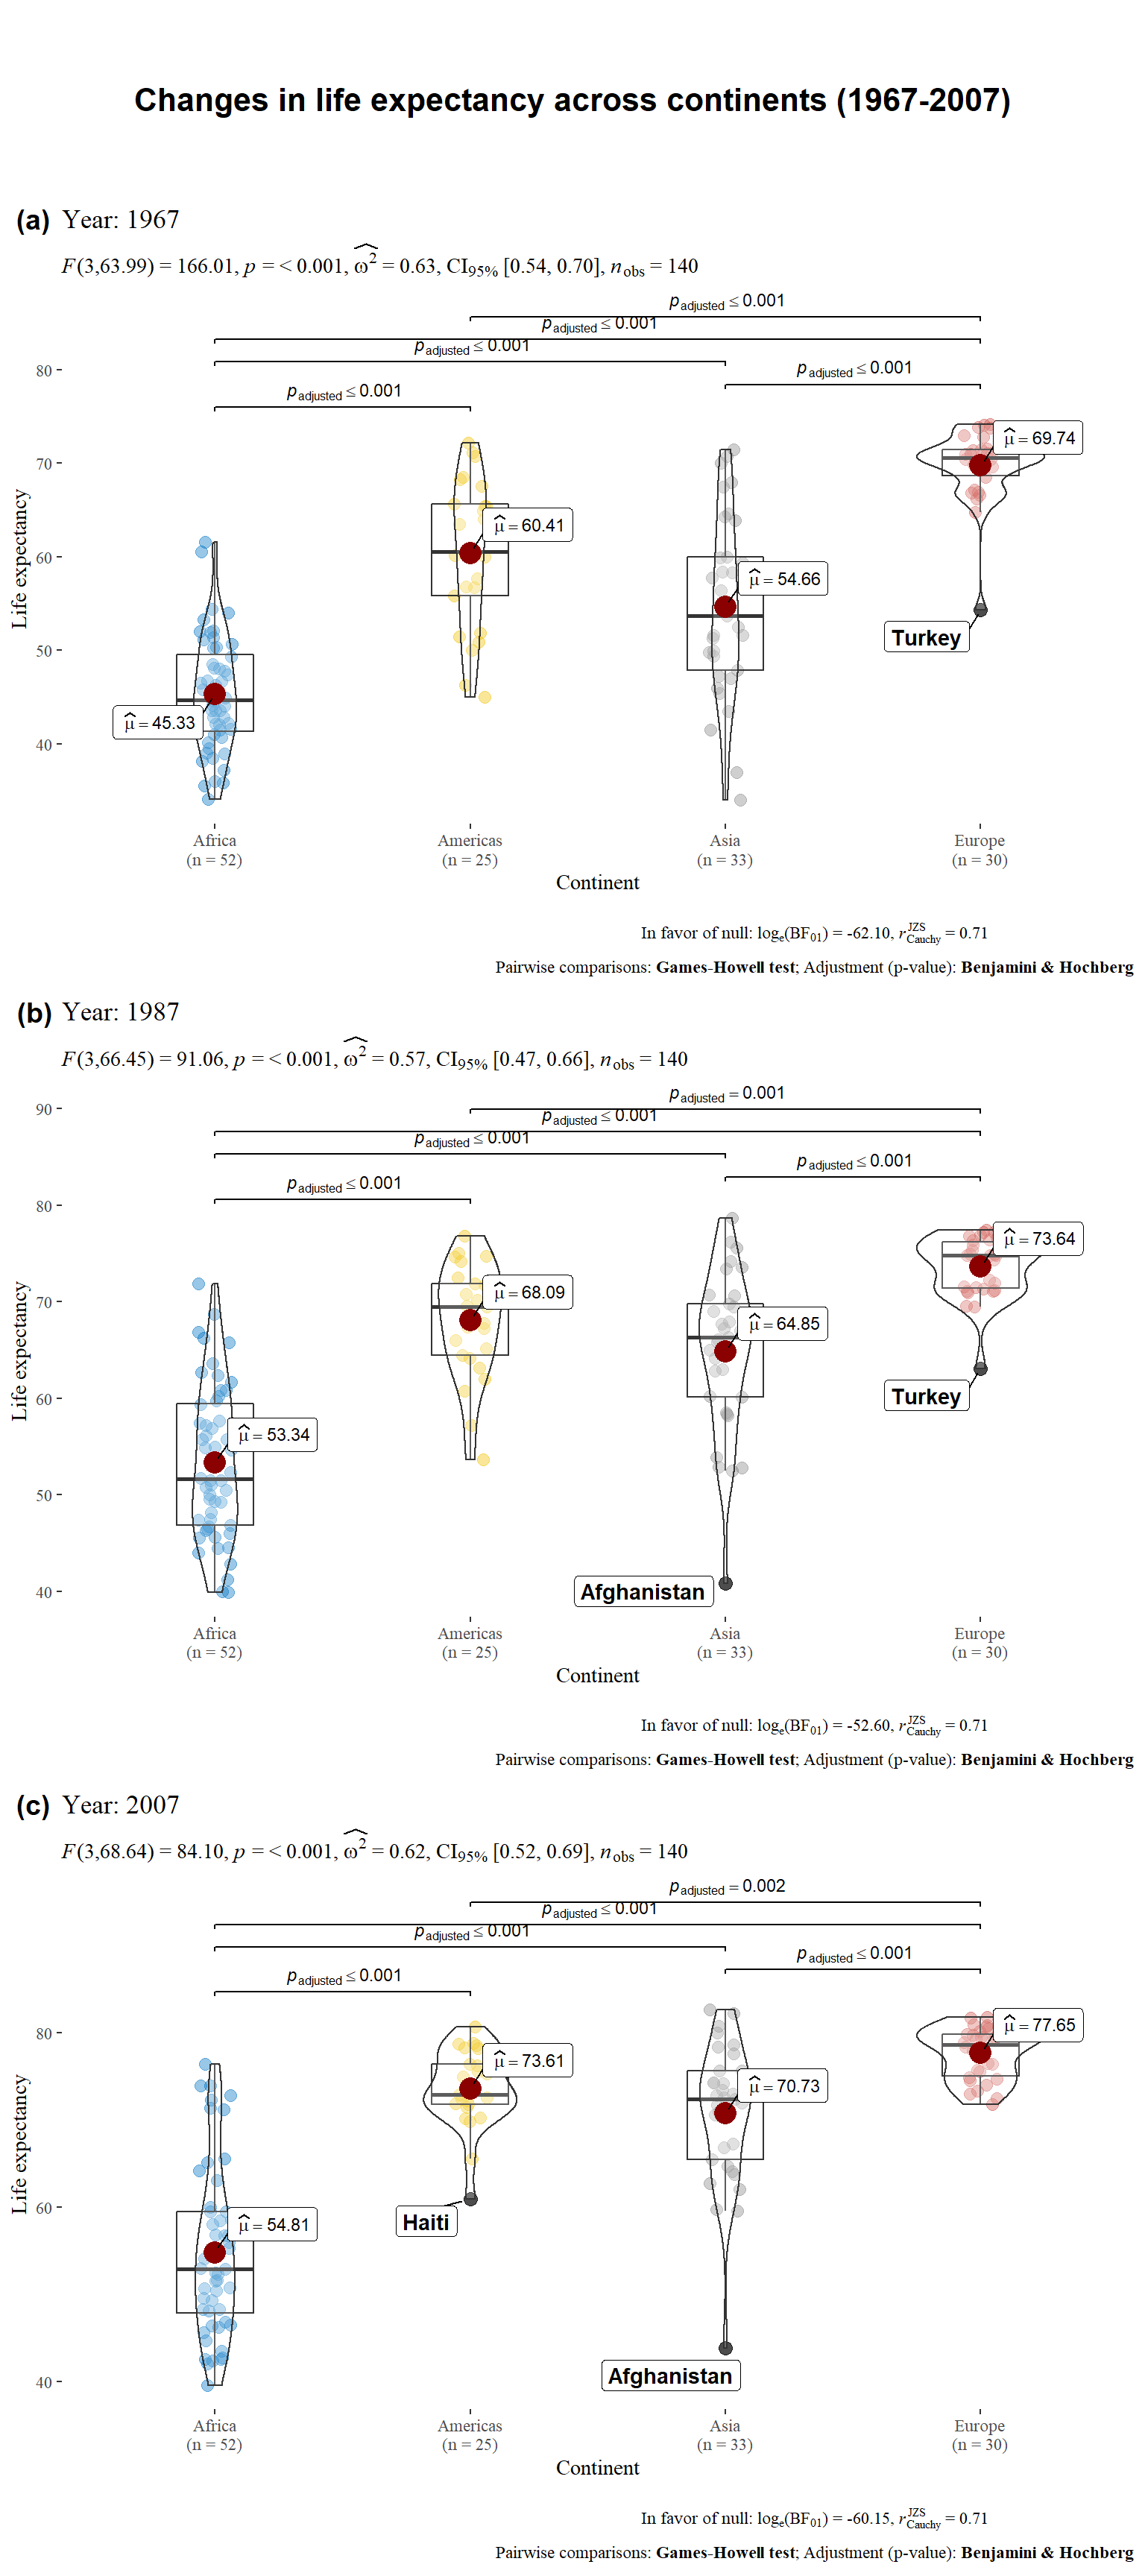 Changes in life expectancy across continents (1967-2007)
(a) Year: 1967
F(3,63.99) = 166.01, p = < 0.001, ω̂² = 0.63, CI95% [0.54, 0.70], nobs = 140
padjusted ≤ 0.001
padjusted ≤ 0.001
padjusted ≤ 0.001
padjusted ≤ 0.001
padjusted ≤ 0.001
80
70
60
50
40
Life expectancy
μ̂ = 69.74
μ̂ = 60.41
μ̂ = 54.66
Turkey
μ̂ = 45.33
Africa Americas Asia Europe
(n = 52) (n = 25) (n = 33) (n = 30)
Continent
In favor of null: loge(BF01) = -62.10, rJZSCauchy = 0.71
Pairwise comparisons: Games-Howell test; Adjustment (p-value): Benjamini & Hochberg
(b) Year: 1987
F(3,66.45) = 91.06, p = < 0.001, ω̂² = 0.57, CI95% [0.47, 0.66], nobs = 140
padjusted = 0.001
padjusted ≤ 0.001
padjusted ≤ 0.001
padjusted ≤ 0.001
padjusted ≤ 0.001
90
80
70
60
50
40
Life expectancy
μ̂ = 73.64
μ̂ = 68.09
μ̂ = 64.85
Turkey
μ̂ = 53.34
Afghanistan
Africa Americas Asia Europe
(n = 52) (n = 25) (n = 33) (n = 30)
Continent
In favor of null: loge(BF01) = -52.60, rJZSCauchy = 0.71
Pairwise comparisons: Games-Howell test; Adjustment (p-value): Benjamini & Hochberg
(c) Year: 2007
F(3,68.64) = 84.10, p = < 0.001, ω̂² = 0.62, CI95% [0.52, 0.69], nobs = 140
padjusted = 0.002
padjusted ≤ 0.001
padjusted ≤ 0.001
padjusted ≤ 0.001
padjusted ≤ 0.001
80
60
40
Life expectancy
μ̂ = 77.65
μ̂ = 73.61
μ̂ = 70.73
Haiti
μ̂ = 54.81
Afghanistan
Africa Americas Asia Europe
(n = 52) (n = 25) (n = 33) (n = 30)
Continent
In favor of null: loge(BF01) = -60.15, rJZSCauchy = 0.71
Pairwise comparisons: Games-Howell test; Adjustment (p-value): Benjamini & Hochberg